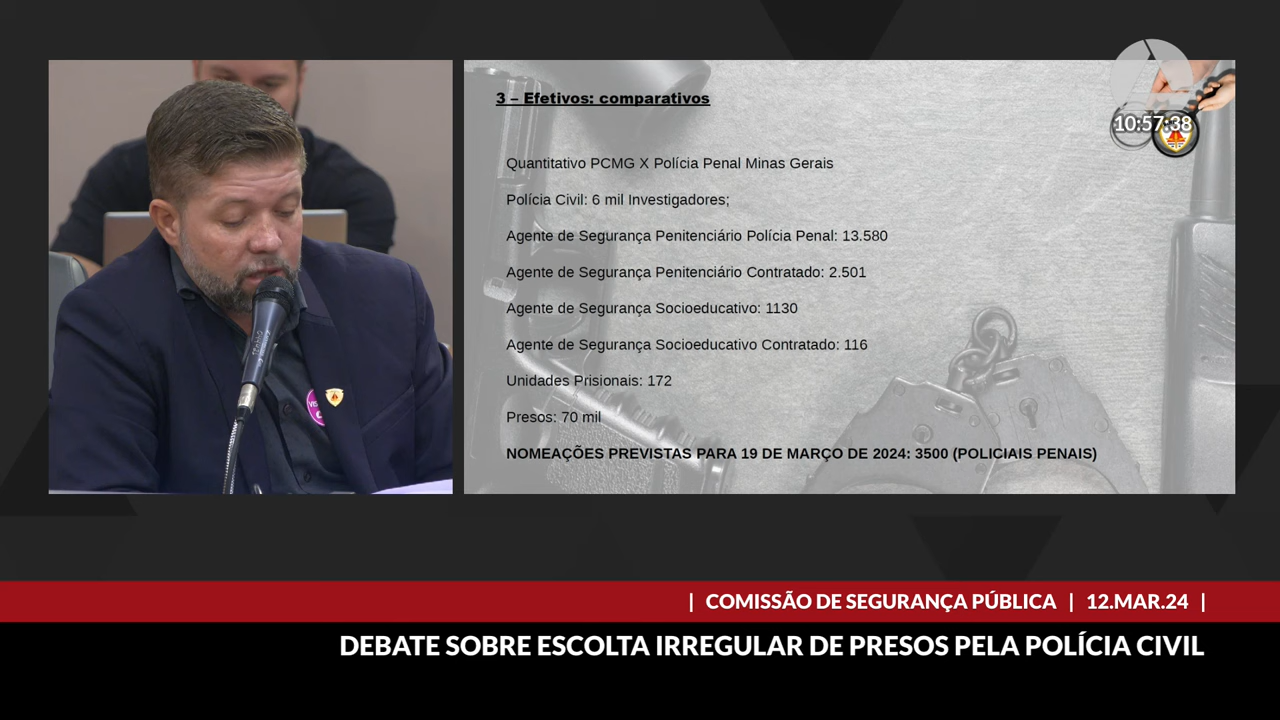 10:57:38
3 – Efetivos: comparativos
Quantitativo PCMG X Polícia Penal Minas Gerais
Polícia Civil: 6 mil Investigadores;
Agente de Segurança Penitenciário Polícia Penal: 13.580
Agente de Segurança Penitenciário Contratado: 2.501
Agente de Segurança Socioeducativo: 1130
Agente de Segurança Socioeducativo Contratado: 116
Unidades Prisionais: 172
Presos: 70 mil
NOMEAÇÕES PREVISTAS PARA 19 DE MARÇO DE 2024: 3500 (POLICIAIS PENAIS)
| COMISSÃO DE SEGURANÇA PÚBLICA | 12.MAR.24 |
DEBATE SOBRE ESCOLTA IRREGULAR DE PRESOS PELA POLÍCIA CIVIL